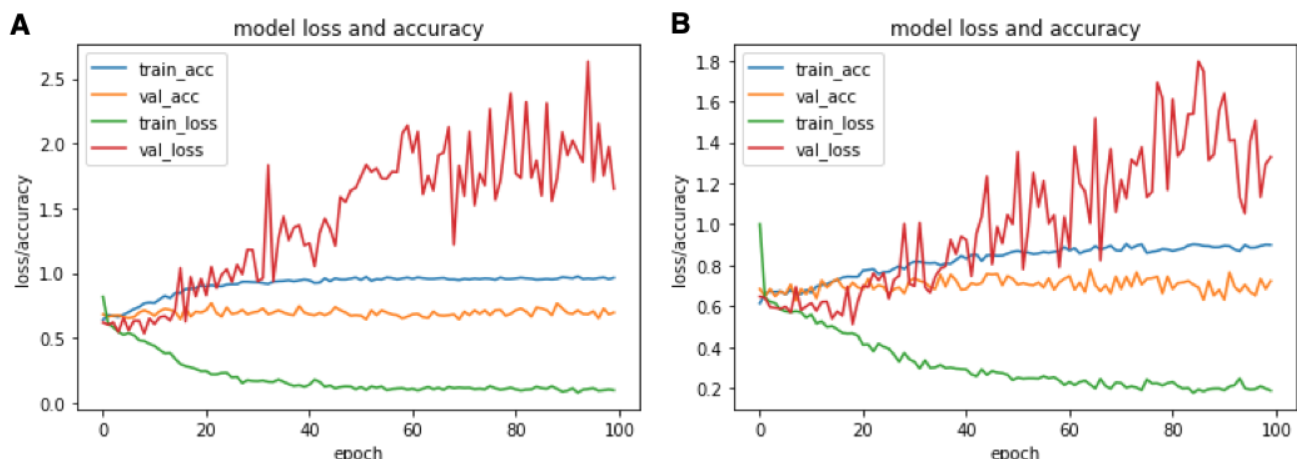 A
model loss and accuracy
train_acc
val_acc
train_loss
val_loss
2.5
2.0
1.5
1.0
0.5
0.0
loss/accuracy
0
20
40
60
80
100
epoch
B
model loss and accuracy
train_acc
val_acc
train_loss
val_loss
1.8
1.6
1.4
1.2
1.0
0.8
0.6
0.4
0.2
loss/accuracy
0
20
40
60
80
100
epoch